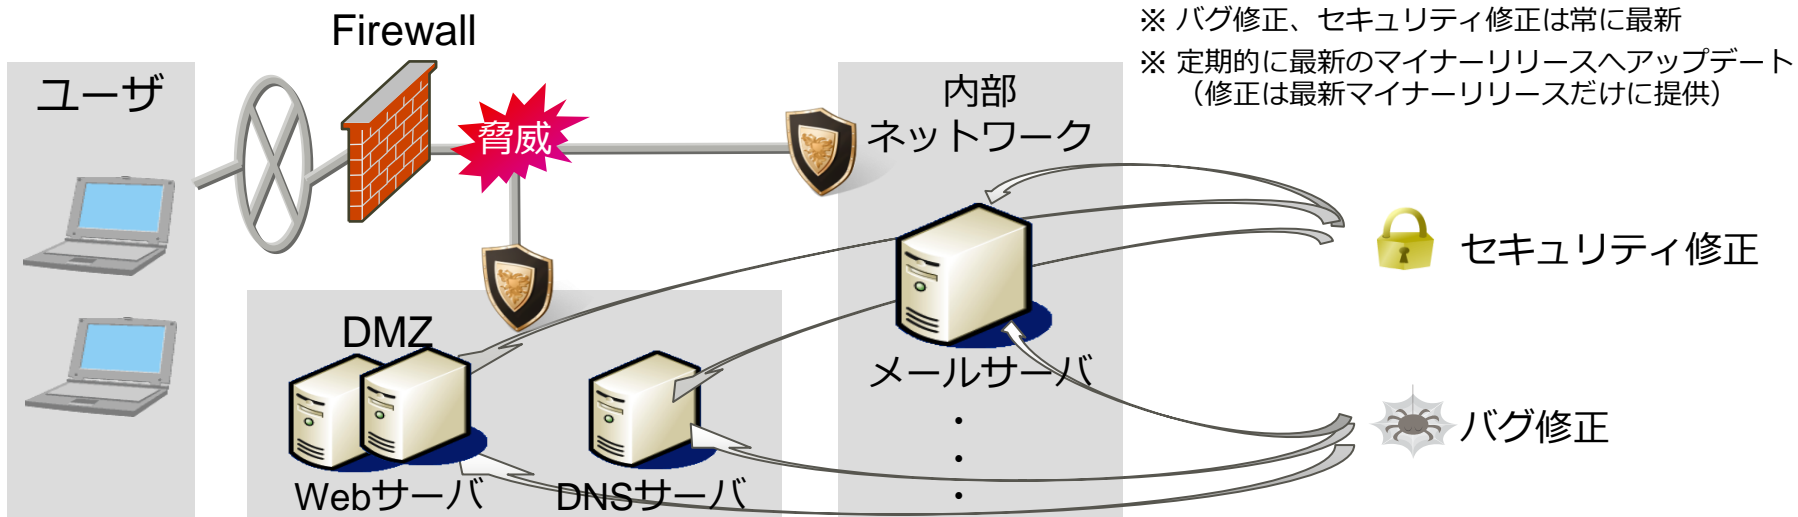 ※ バグ修正、セキュリティ修正は常に最新
※ 定期的に最新のマイナーリリースへアップデート
（修正は最新マイナーリリースだけに提供）
Firewall
ユーザ
脅威
内部
ネットワーク
セキュリティ修正
DMZ
メールサーバ
・
・
・
バグ修正
Webサーバ
DNSサーバ